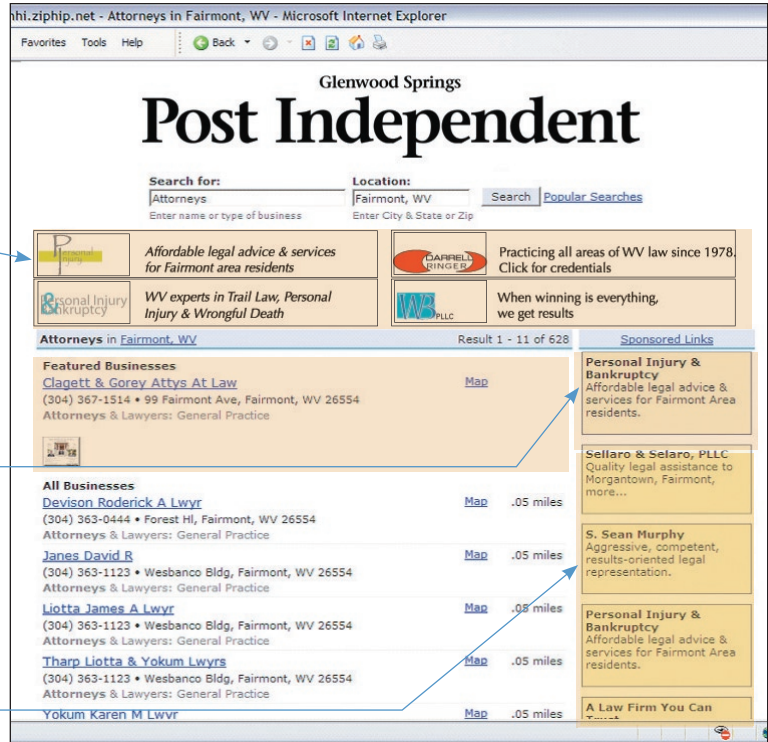 hi.ziphip.net - Attorneys in Fairmont, WV - Microsoft Internet Explorer
Favorites Tools Help Back
Glenwood Springs
Post Independent
Search for: Location:
Attorneys Fairmont, WV Search Popular Searches
Enter name or type of business Enter City & State or Zip
Personal Injury
Affordable legal advice & services
for Fairmont area residents
DARRELL RINGER
Practicing all areas of WV law since 1978.
Click for credentials
Personal Injury
& Bankruptcy
WV experts in Trail Law, Personal
Injury & Wrongful Death
WB PLLC
When winning is everything,
we get results
Attorneys in Fairmont, WV Result 1 - 11 of 628
Featured Businesses
Clagett & Gorey Attys At Law Map
(304) 367-1514 • 99 Fairmont Ave, Fairmont, WV 26554
Attorneys & Lawyers: General Practice
All Businesses
Devison Roderick A Lwyr Map .05 miles
(304) 363-0444 • Forest Hl, Fairmont, WV 26554
Attorneys & Lawyers: General Practice
Janes David R Map .05 miles
(304) 363-1123 • Wesbanco Bldg, Fairmont, WV 26554
Attorneys & Lawyers: General Practice
Liotta James A Lwyr Map .05 miles
(304) 363-1123 • Wesbanco Bldg, Fairmont, WV 26554
Attorneys & Lawyers: General Practice
Tharp Liotta & Yokum Lwyrs Map .05 miles
(304) 363-1123 • Wesbanco Bldg, Fairmont, WV 26554
Attorneys & Lawyers: General Practice
Yokum Karen M Lwyr Map .05 miles
Sponsored Links
Personal Injury &
Bankruptcy
Affordable legal advice &
services for Fairmont Area
residents.
Sellaro & Selaro, PLLC
Quality legal assistance to
Morgantown, Fairmont,
more...
S. Sean Murphy
Aggressive, competent,
results-oriented legal
representation.
Personal Injury &
Bankruptcy
Affordable legal advice &
services for Fairmont Area
residents.
A Law Firm You Can
Trust